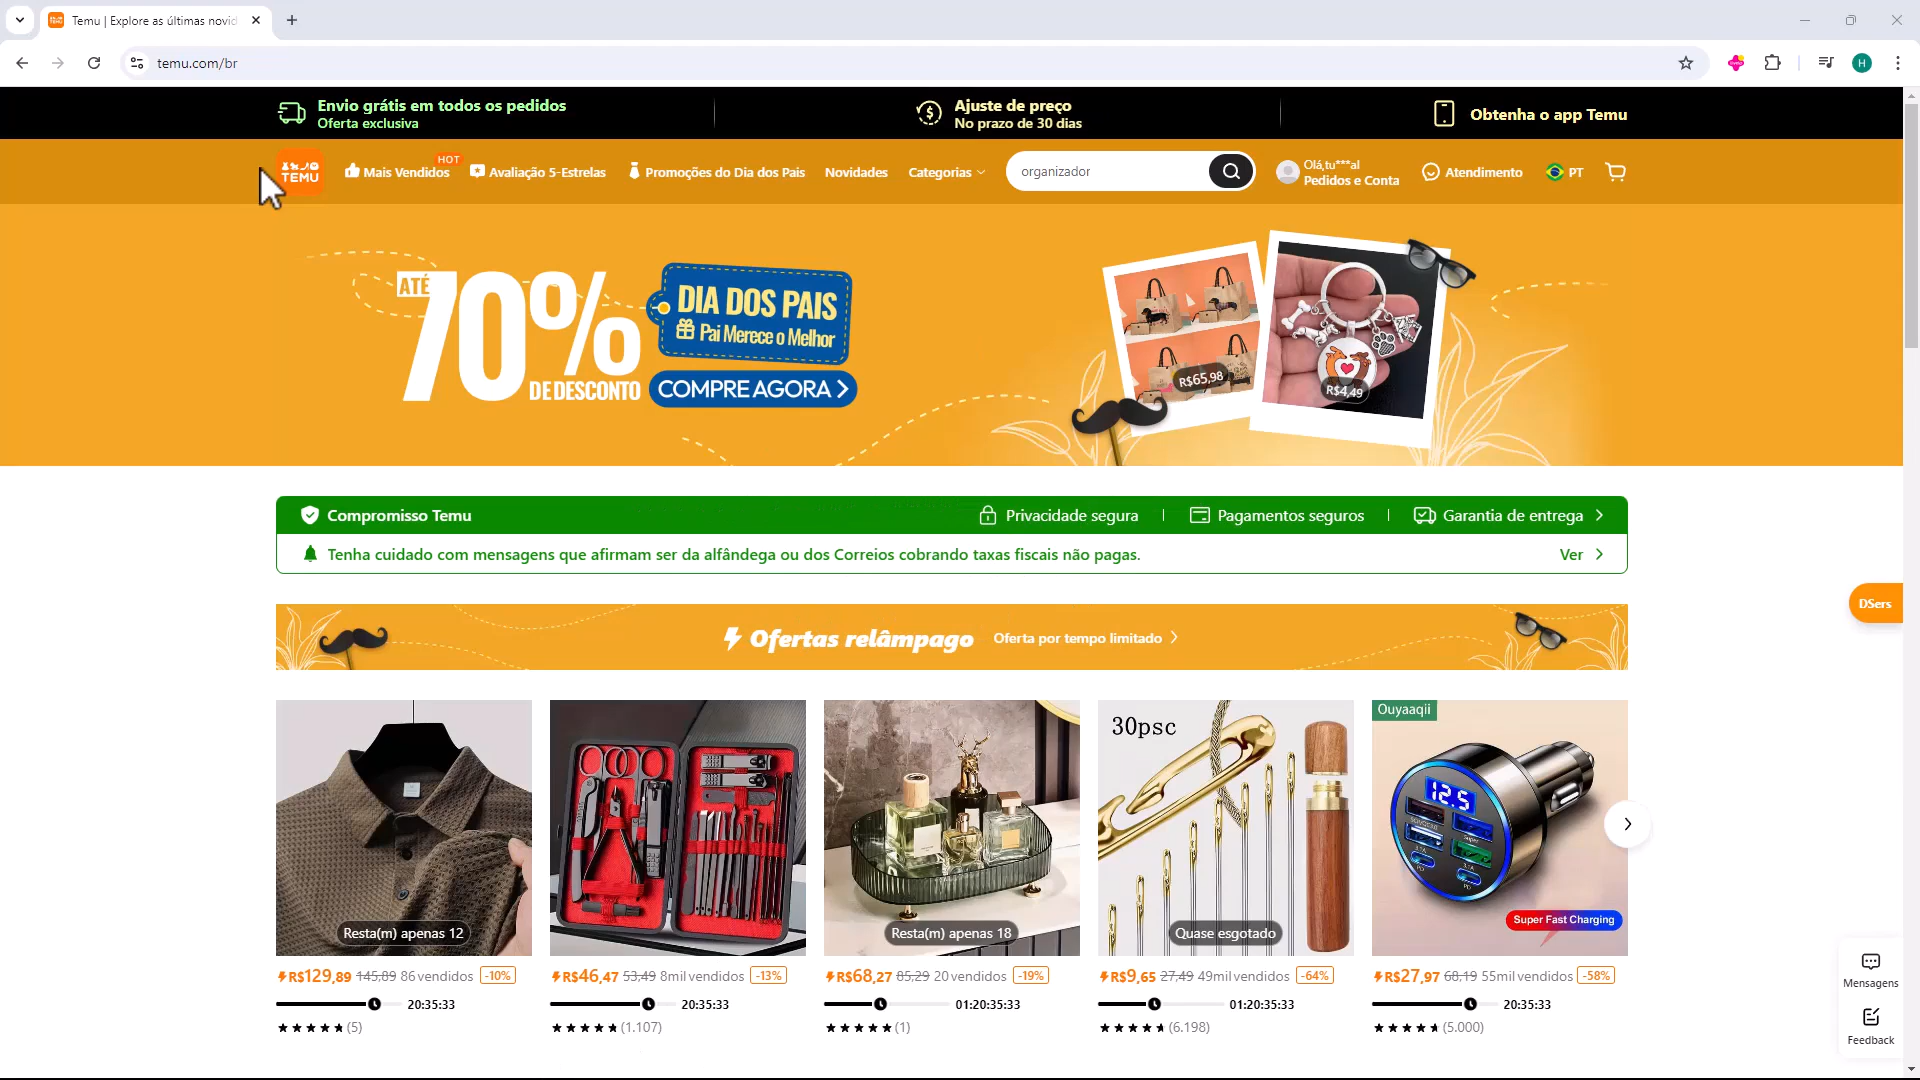 Temu | Explore as últimas novid
temu.com/br
H
Envio grátis em todos os pedidos
Oferta exclusiva
Ajuste de preço
No prazo de 30 dias
Obtenha o app Temu
TEMU
Mais Vendidos
HOT
Avaliação 5-Estrelas
Promoções do Dia dos Pais
Novidades
Categorias
organizador
Olá,tu***al
Pedidos e Conta
Atendimento
PT
ATÉ
70%
DE DESCONTO
DIA DOS PAIS
Pai Merece o Melhor
COMPRE AGORA
R$65,98
R$4,49
Compromisso Temu
Privacidade segura
Pagamentos seguros
Garantia de entrega
Tenha cuidado com mensagens que afirmam ser da alfândega ou dos Correios cobrando taxas fiscais não pagas.
Ver
DSers
Ofertas relâmpago
Oferta por tempo limitado
30psc
Ouyaaqii
12.5
Super Fast Charging
Resta(m) apenas 12
Resta(m) apenas 18
Quase esgotado
R$129,89 145,89 86 vendidos -10%
R$46,47 53,49 8mil vendidos -13%
R$68,27 85,29 20 vendidos -19%
R$9,65 27,49 49mil vendidos -64%
R$27,97 68,19 55mil vendidos -58%
20:35:33
20:35:33
01:20:35:33
01:20:35:33
20:35:33
(5)
(1.107)
(1)
(6.198)
(5.000)
Mensagens
Feedback